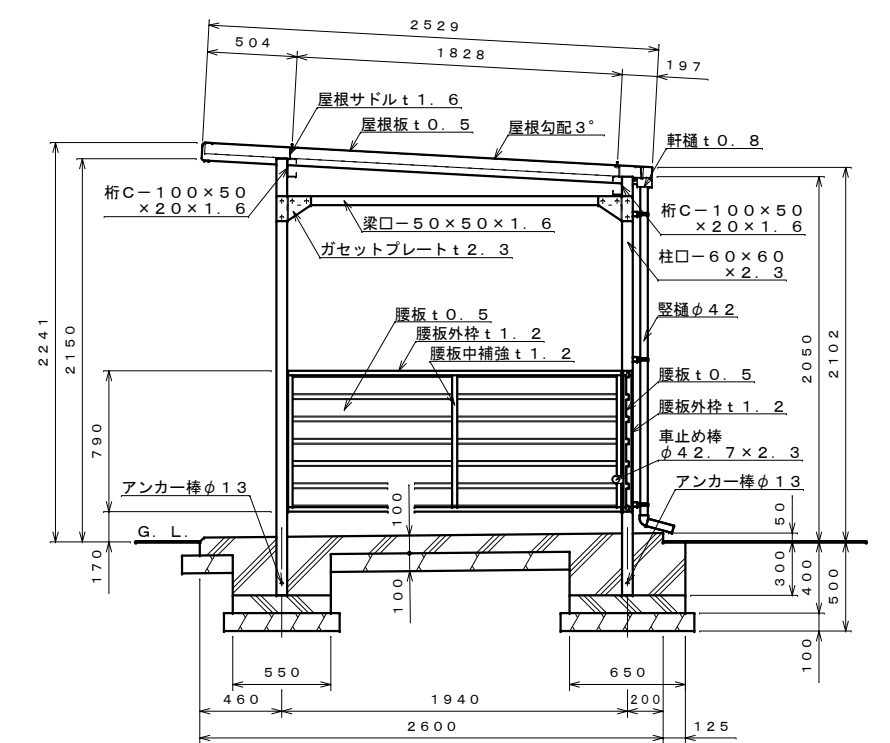 2529
504
1828
197
屋根サドルt1.6
屋根板t0.5
屋根勾配3°
軒樋t0.8
桁C-100×50
×20×1.6
梁口-50×50×1.6
ガセットプレートt2.3
桁C-100×50
×20×1.6
柱口-60×60
×2.3
竪樋φ42
2241
2150
2050
2102
腰板t0.5
腰板外枠t1.2
腰板中補強t1.2
腰板t0.5
腰板外枠t1.2
車止め棒
φ42.7×2.3
アンカー棒φ13
790
アンカー棒φ13
100
50
G.L.
170
100
300
400
500
100
550
650
460
1940
200
2600
125